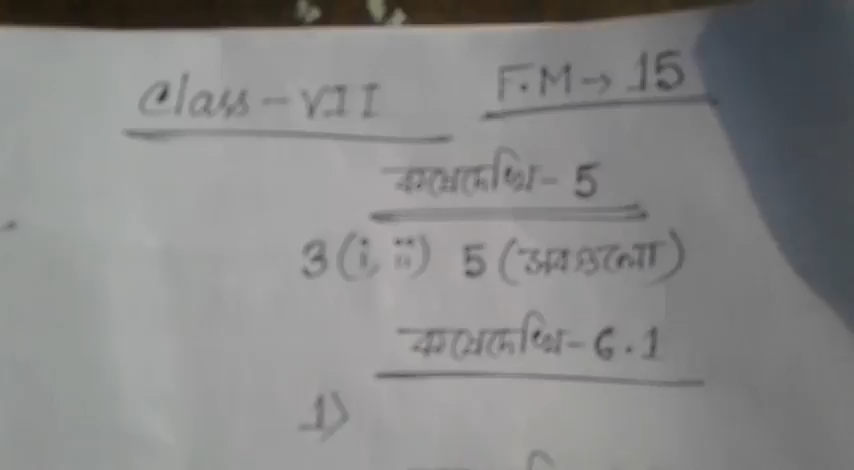 Class - VII F.M → 15
কষেদেখি - 5
3 (i, ii) 5 (সবগুলো)
কষেদেখি - 6.1
1)